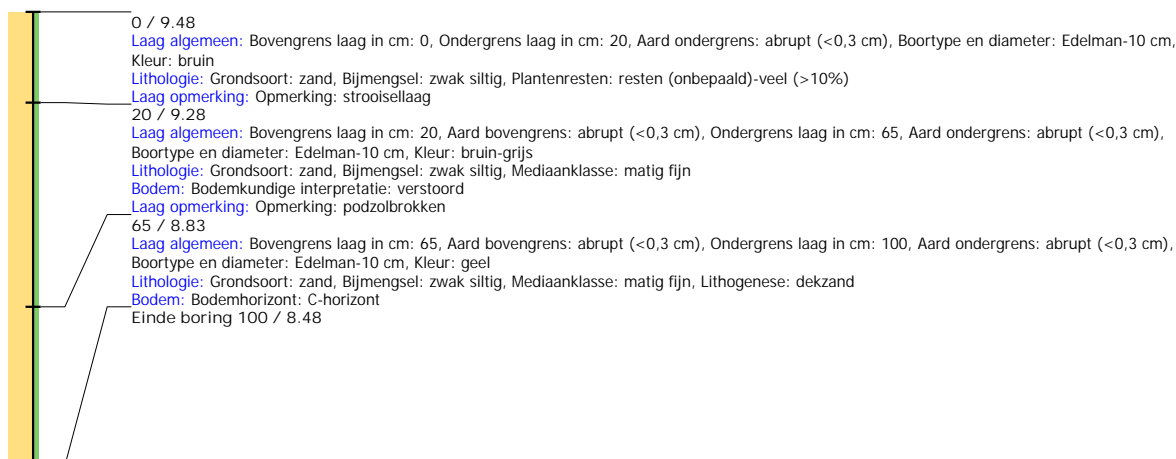 0 / 9.48
Laag algemeen: Bovengrens laag in cm: 0, Ondergrens laag in cm: 20, Aard ondergrens: abrupt (<0,3 cm), Boortype en diameter: Edelman-10 cm,
Kleur: bruin
Lithologie: Grondsoort: zand, Bijmengsel: zwak siltig, Plantenresten: resten (onbepaald)-veel (>10%)
Laag opmerking: Opmerking: strooisellaag
20 / 9.28
Laag algemeen: Bovengrens laag in cm: 20, Aard bovengrens: abrupt (<0,3 cm), Ondergrens laag in cm: 65, Aard ondergrens: abrupt (<0,3 cm),
Boortype en diameter: Edelman-10 cm, Kleur: bruin-grijs
Lithologie: Grondsoort: zand, Bijmengsel: zwak siltig, Mediaanklasse: matig fijn
Bodem: Bodemkundige interpretatie: verstoord
Laag opmerking: Opmerking: podzolbrokken
65 / 8.83
Laag algemeen: Bovengrens laag in cm: 65, Aard bovengrens: abrupt (<0,3 cm), Ondergrens laag in cm: 100, Aard ondergrens: abrupt (<0,3 cm),
Boortype en diameter: Edelman-10 cm, Kleur: geel
Lithologie: Grondsoort: zand, Bijmengsel: zwak siltig, Mediaanklasse: matig fijn, Lithogenese: dekzand
Bodem: Bodemhorizont: C-horizont
Einde boring 100 / 8.48